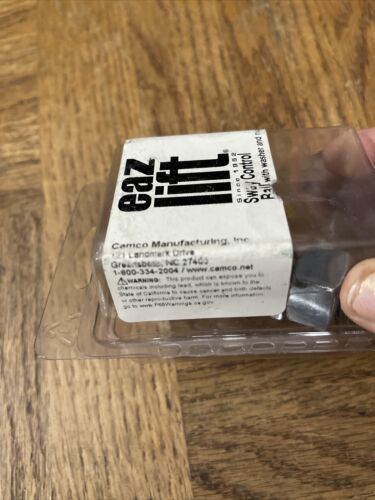 eaz
lift®
Since 1952
Sway Control
Ball with washer and
Camco Manufacturing, Inc.
121 Landmark Drive
Greensboro, NC 27409
1-800-334-2004 / www.camco.net
WARNING: This product can expose you to
chemicals including lead, which is known to the
State of California to cause cancer and birth defects
or other reproductive harm. For more information,
go to www.P65Warnings.ca.gov.